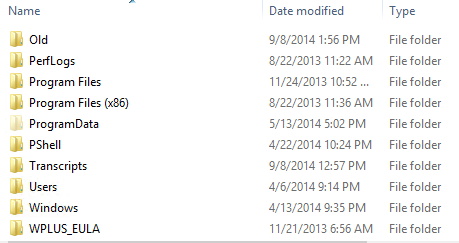 Name Date modified Type
Old 9/8/2014 1:56 PM File folder
PerfLogs 8/22/2013 11:22 AM File folder
Program Files 11/24/2013 10:52 ... File folder
Program Files (x86) 8/22/2013 11:36 AM File folder
ProgramData 5/13/2014 5:02 PM File folder
PShell 4/22/2014 10:24 PM File folder
Transcripts 9/8/2014 12:57 PM File folder
Users 4/6/2014 9:14 PM File folder
Windows 4/13/2014 9:35 PM File folder
WPLUS_EULA 11/21/2013 6:56 AM File folder